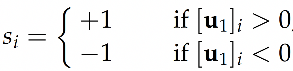 s_i = { +1 if [u_1]_i > 0,
−1 if [u_1]_i < 0